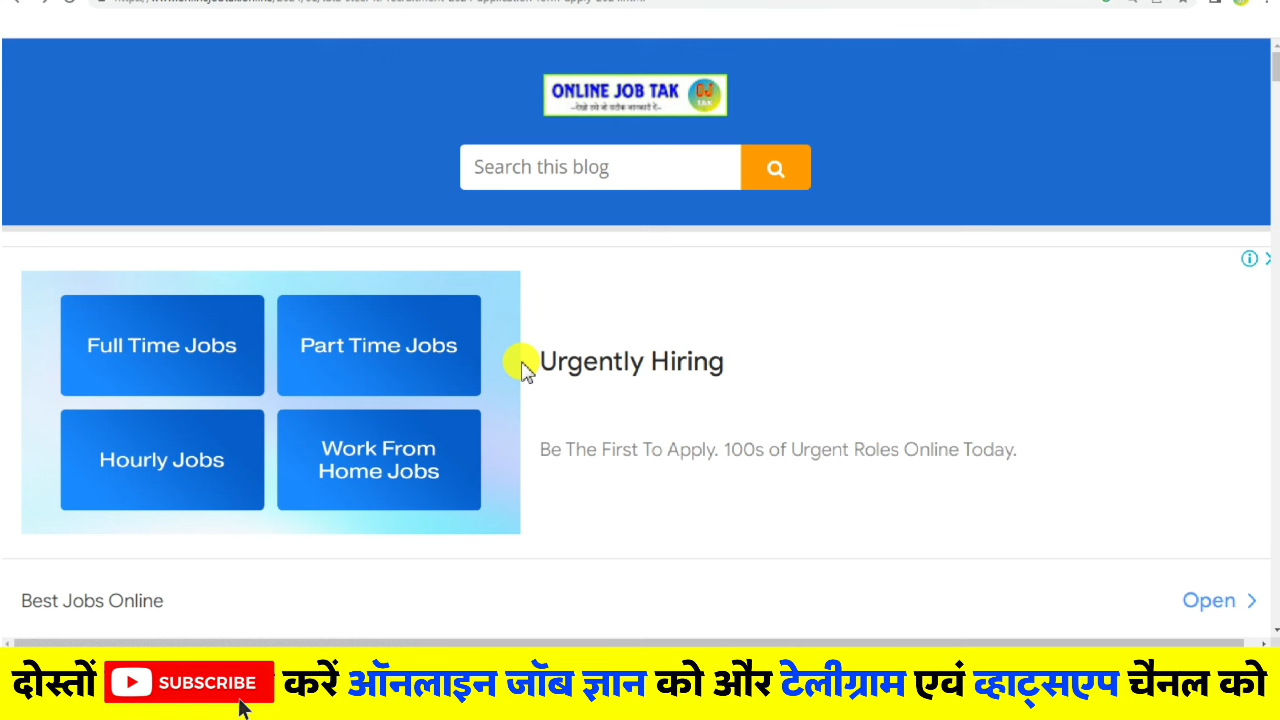 ONLINE JOB TAK
OJ
TAK
Search this blog
Full Time Jobs
Part Time Jobs
Urgently Hiring
Hourly Jobs
Work From
Home Jobs
Be The First To Apply. 100s of Urgent Roles Online Today.
Best Jobs Online
Open
दोस्तों SUBSCRIBE करें ऑनलाइन जॉब ज्ञान को और टेलीग्राम एवं व्हाट्सएप चैनल को